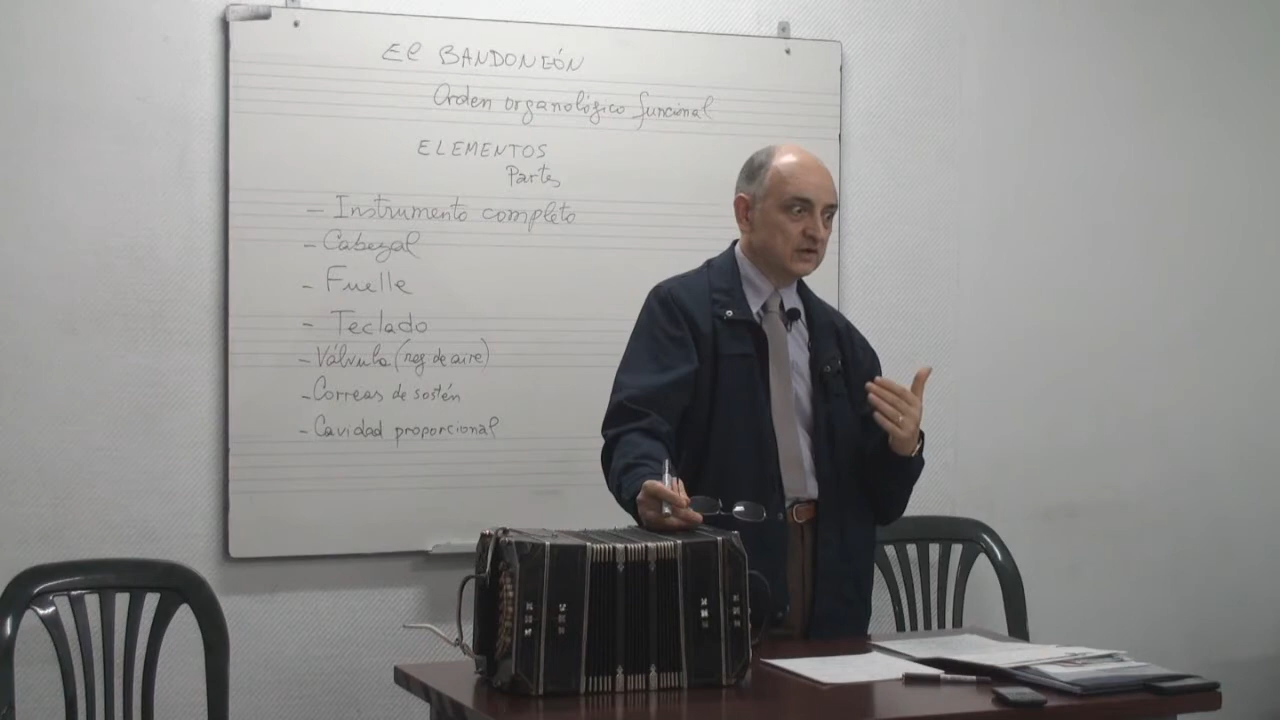 El BANDONEÓN
Orden organológico funcional
ELEMENTOS
Partes
- Instrumento completo
- Cabezal
- Fuelle
- Teclado
- Válvula (reg de aire)
- Correas de sostén
- Cavidad proporcional